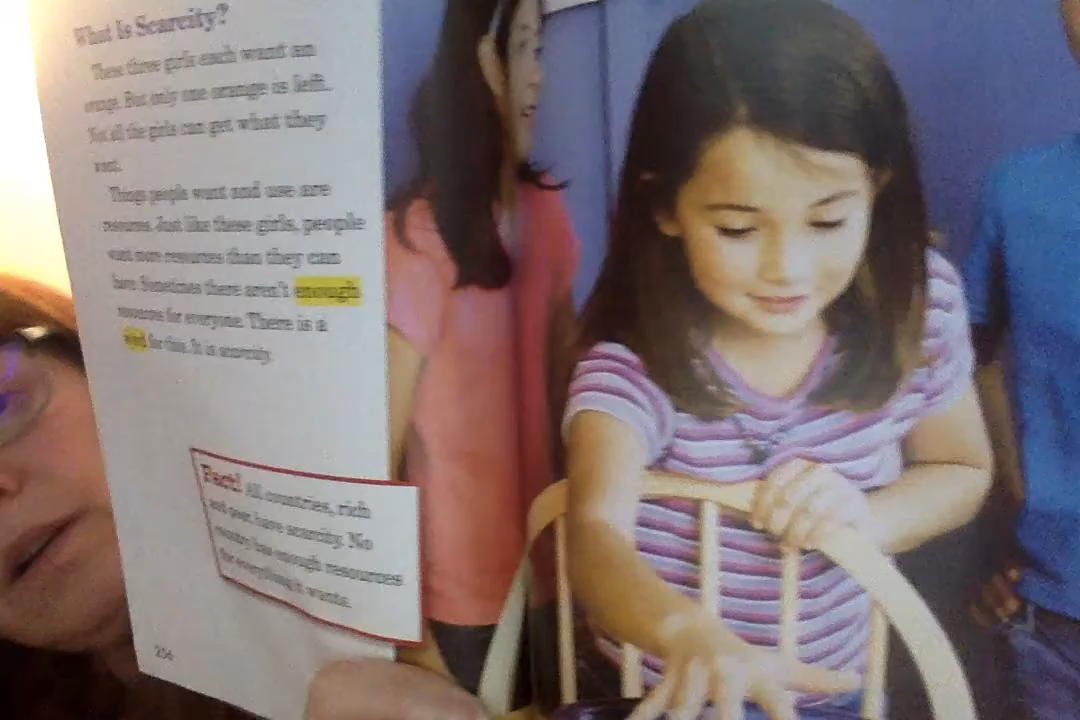 What Is Scarcity?
These three girls each want an
orange. But only one orange is left.
Not all the girls can get what they
want.
Things people want and use are
resources. Just like these girls, people
want more resources than they can
have. Sometimes there aren't enough
resources for everyone. There is a
word for this. It is scarcity.
Fact! All countries, rich
and poor, have scarcity. No
country has enough resources
for everything it wants.
256